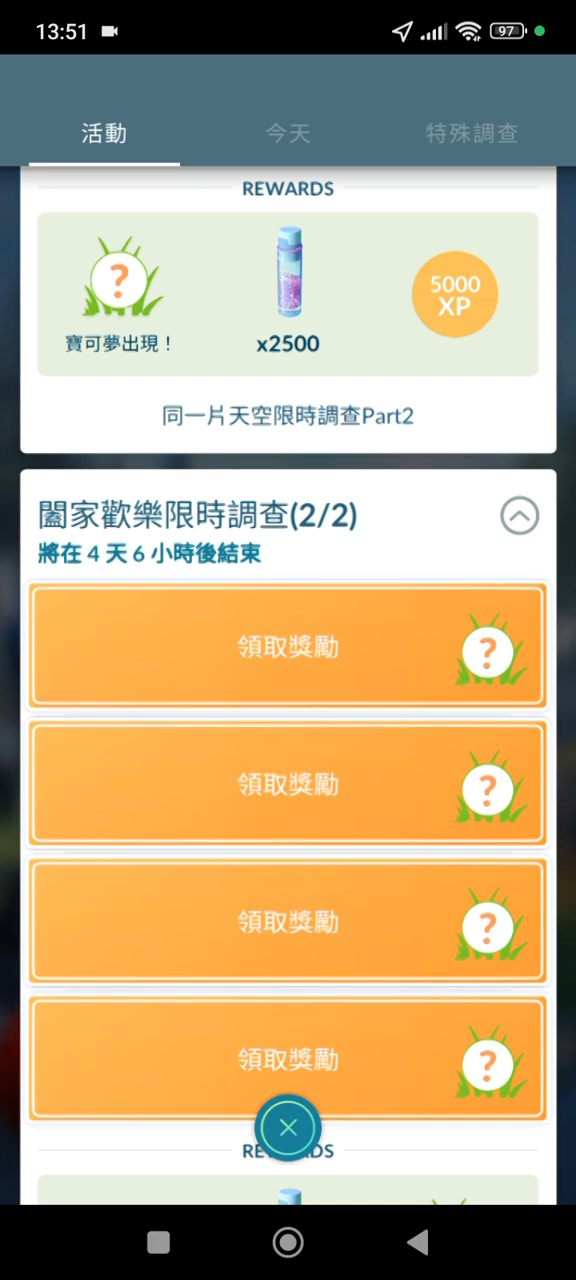 13:51
97
活動
今天
特殊調查
REWARDS
?
5000
XP
寶可夢出現！
x2500
同一片天空限時調查Part2
闔家歡樂限時調查(2/2)
將在 4 天 6 小時後結束
領取獎勵
?
領取獎勵
?
領取獎勵
?
領取獎勵
?
REWARDS